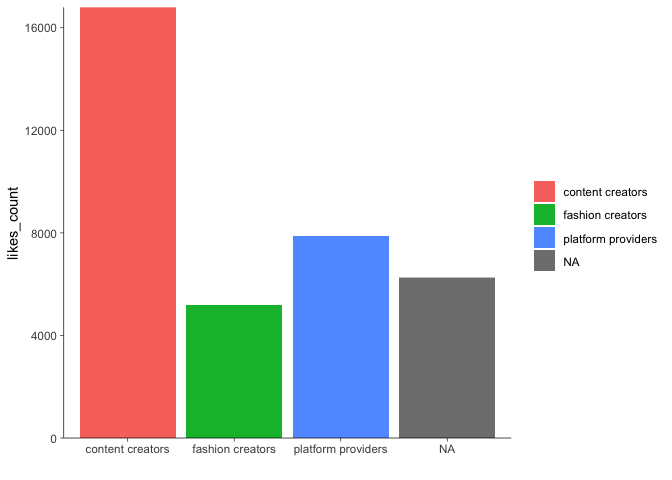 16000
12000
8000
4000
0
likes_count
content creators
fashion creators
platform providers
NA
content creators
fashion creators
platform providers
NA